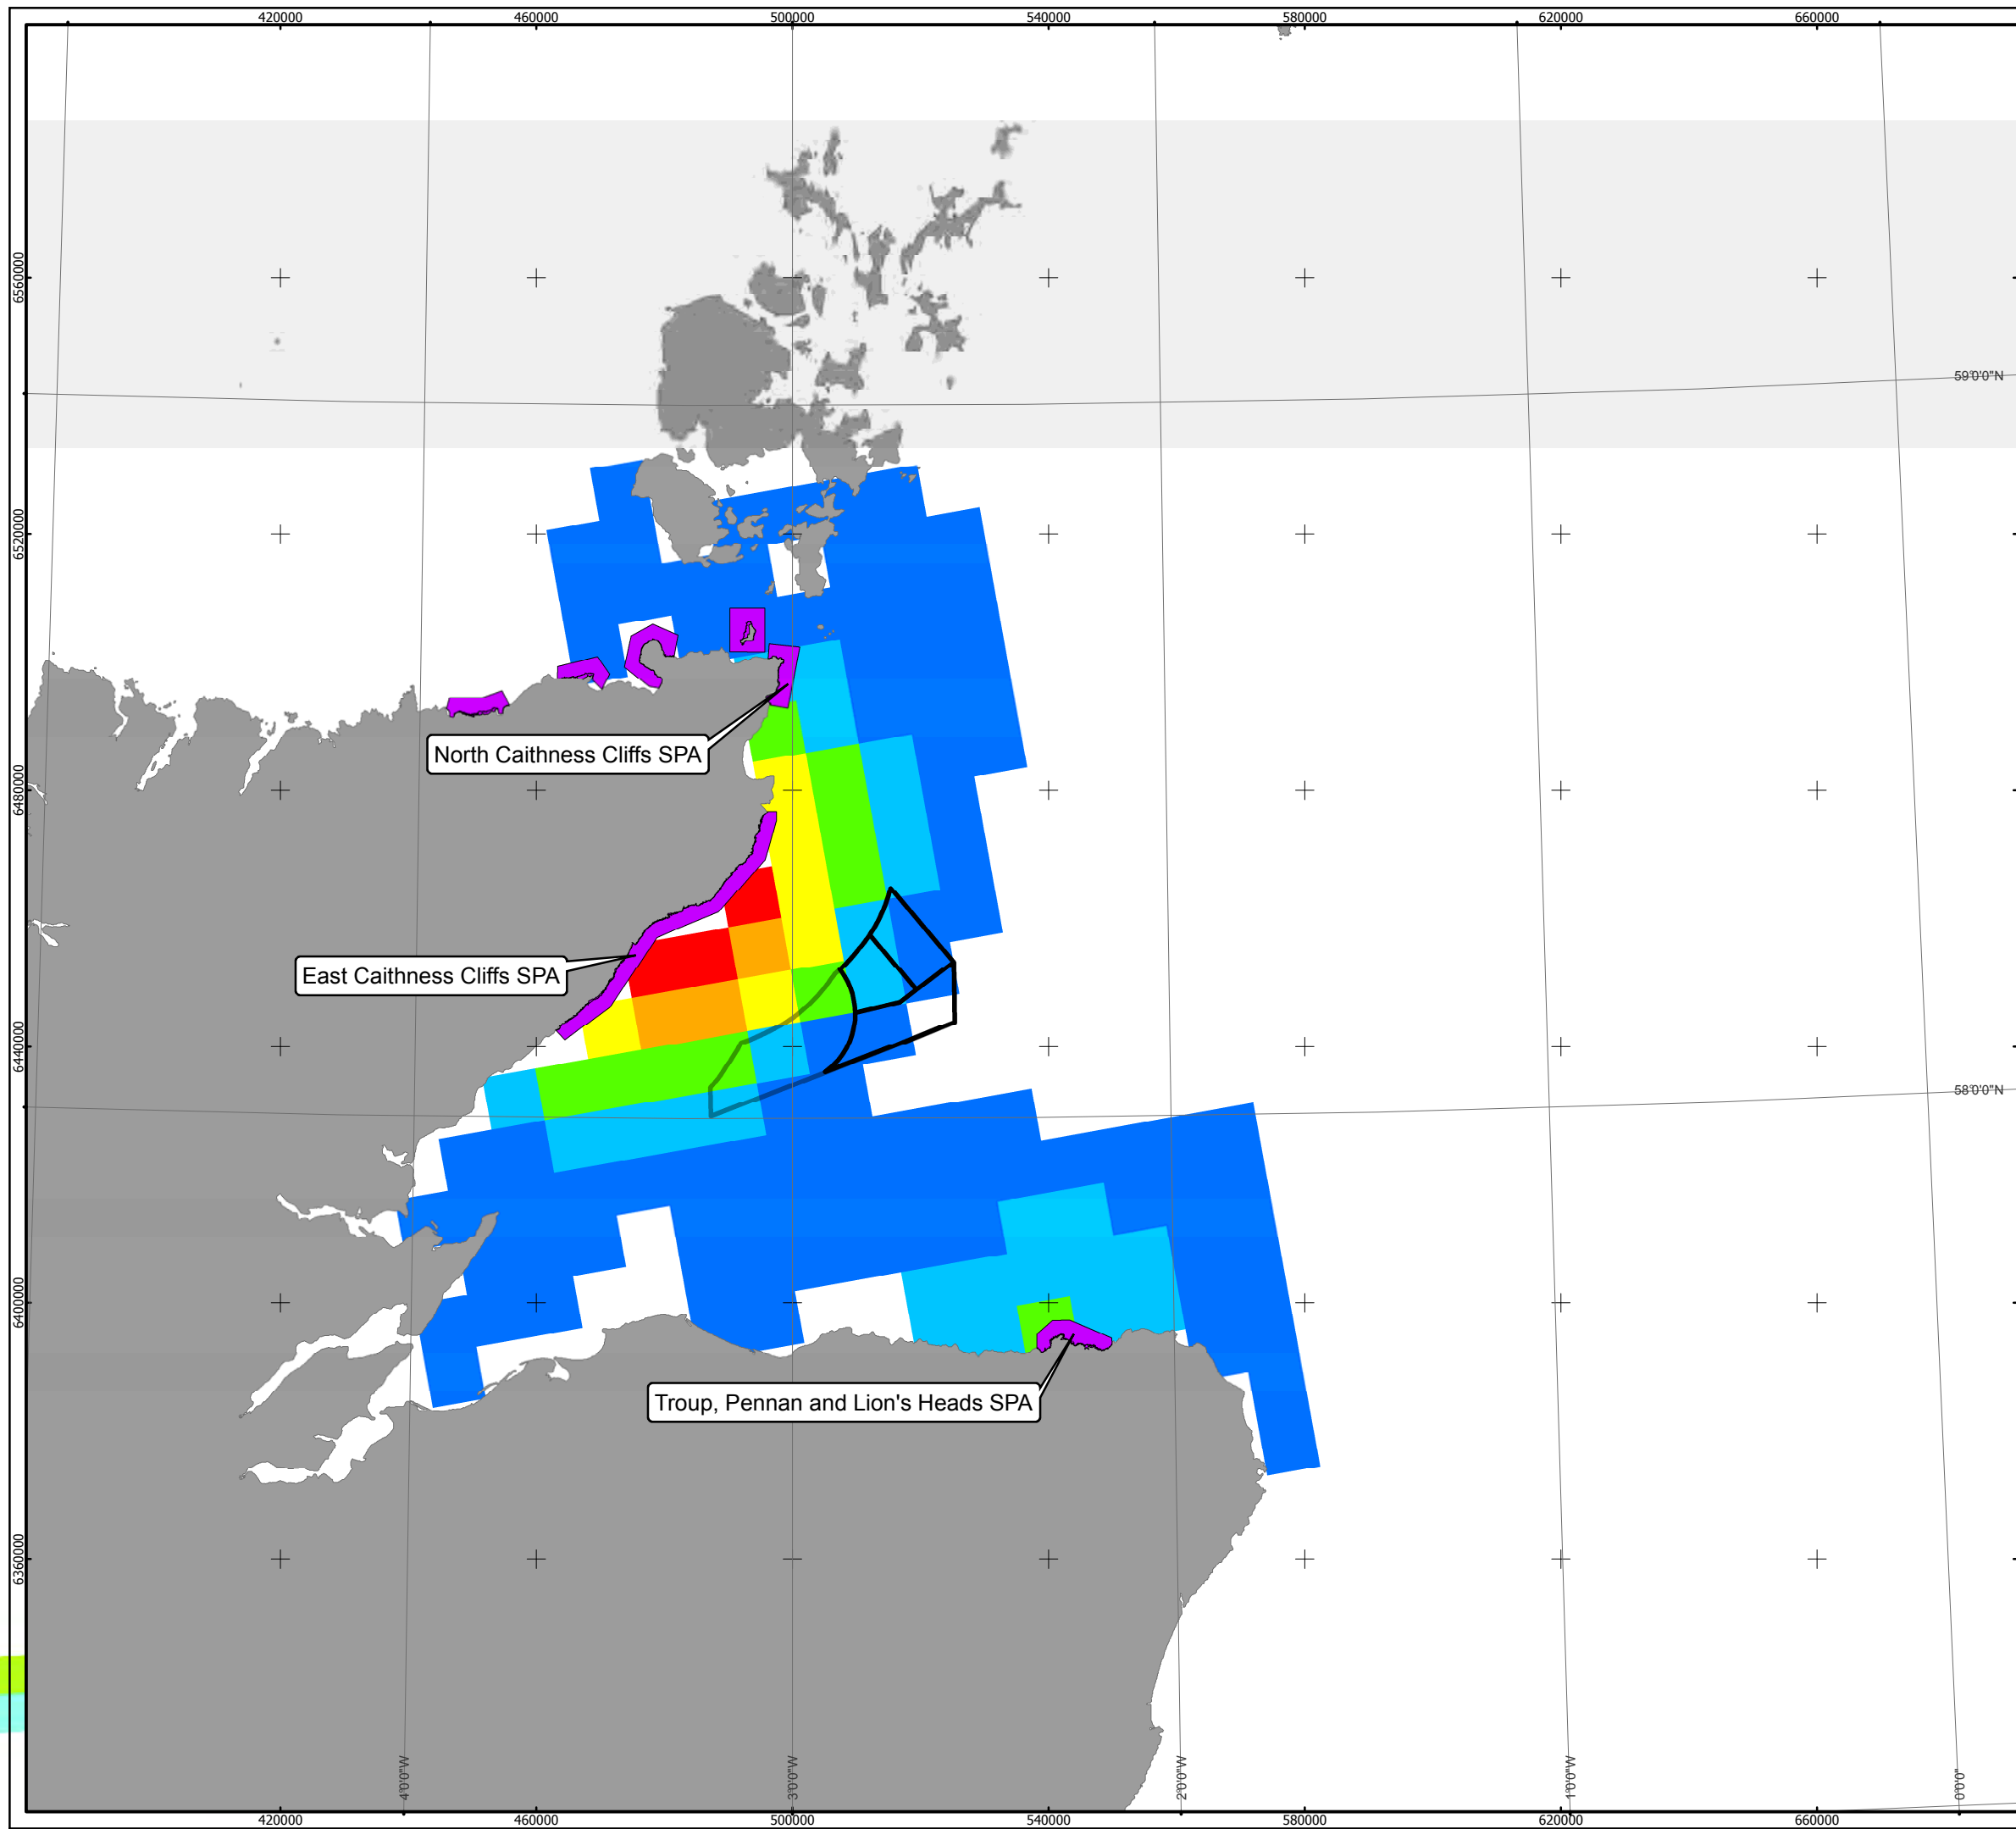 420000
460000
500000
540000
580000
620000
660000
6560000
59°0'0"N
6520000
North Caithness Cliffs SPA
6480000
East Caithness Cliffs SPA
6440000
58°0'0"N
6400000
Troup, Pennan and Lion's Heads SPA
6360000
4°0'0"W
3°0'0"W
2°0'0"W
1°0'0"W
0°0'0"
420000
460000
500000
540000
580000
620000
660000